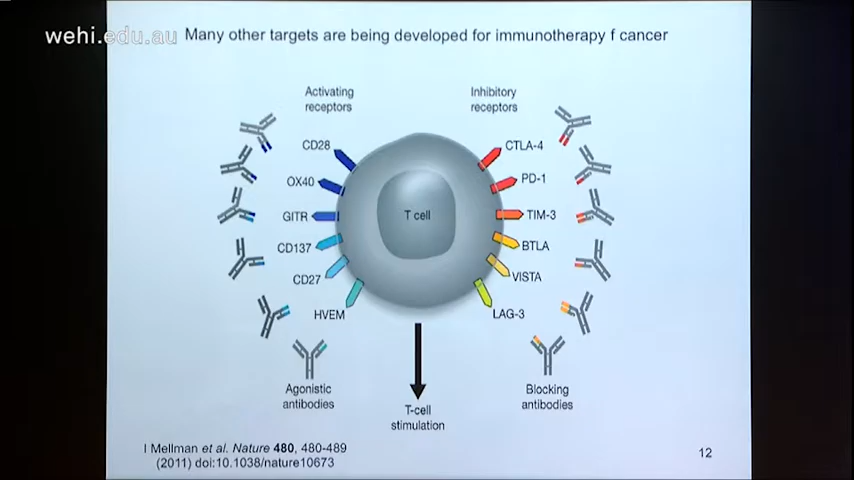 wehi.edu.au
Many other targets are being developed for immunotherapy f cancer
Activating
receptors
Inhibitory
receptors
CD28
OX40
GITR
CD137
CD27
HVEM
T cell
CTLA-4
PD-1
TIM-3
BTLA
VISTA
LAG-3
Agonistic
antibodies
T-cell
stimulation
Blocking
antibodies
I Mellman et al. Nature 480, 480-489
(2011) doi:10.1038/nature10673
12